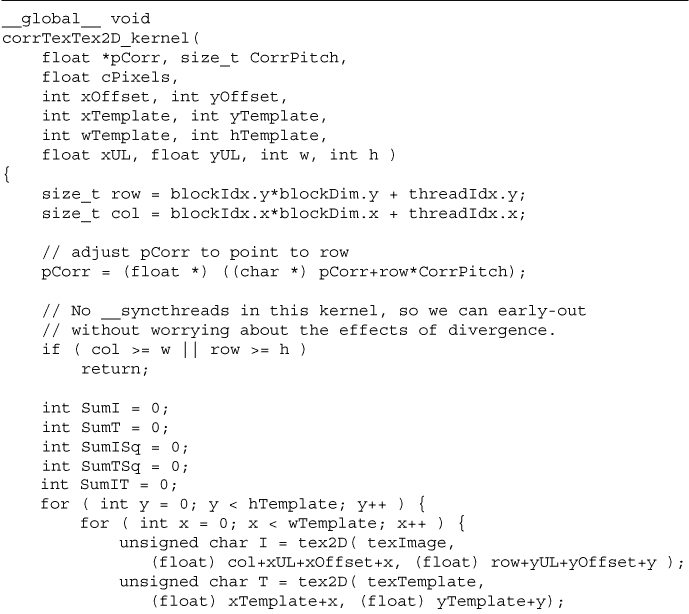 __global__ void
corrTexTex2D_kernel(
    float *pCorr, size_t CorrPitch,
    float cPixels,
    int xOffset, int yOffset,
    int xTemplate, int yTemplate,
    int wTemplate, int hTemplate,
    float xUL, float yUL, int w, int h )
{
    size_t row = blockIdx.y*blockDim.y + threadIdx.y;
    size_t col = blockIdx.x*blockDim.x + threadIdx.x;

    // adjust pCorr to point to row
    pCorr = (float *) ((char *) pCorr+row*CorrPitch);

    // No __syncthreads in this kernel, so we can early-out
    // without worrying about the effects of divergence.
    if ( col >= w || row >= h )
        return;

    int SumI = 0;
    int SumT = 0;
    int SumISq = 0;
    int SumTSq = 0;
    int SumIT = 0;
    for ( int y = 0; y < hTemplate; y++ ) {
        for ( int x = 0; x < wTemplate; x++ ) {
            unsigned char I = tex2D( texImage,
                (float) col+xUL+xOffset+x, (float) row+yUL+yOffset+y );
            unsigned char T = tex2D( texTemplate,
                (float) xTemplate+x, (float) yTemplate+y);